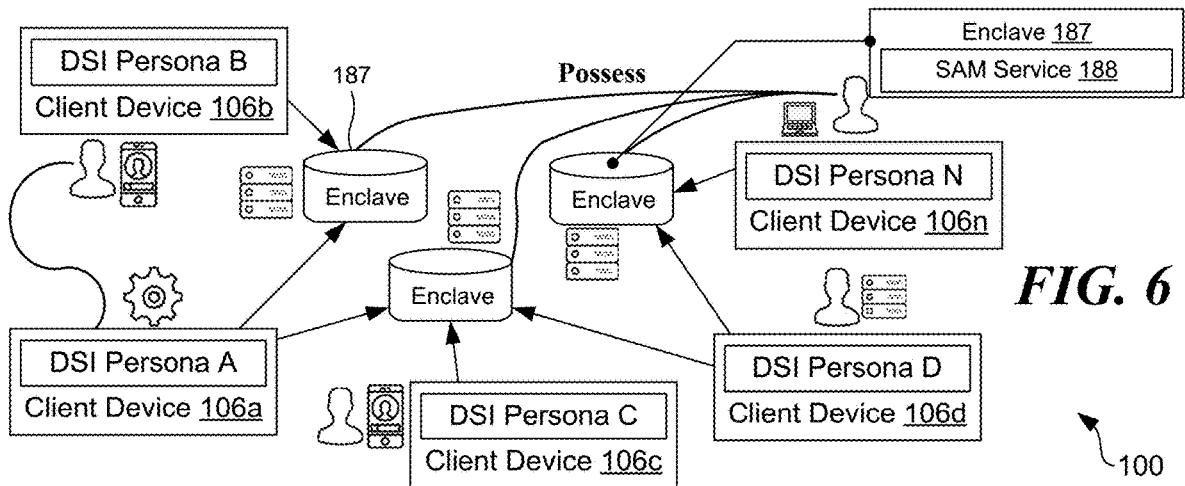 DSI Persona B
Client Device 106b
187
Possess
Enclave 187
SAM Service 188
Enclave
Enclave
DSI Persona N
Client Device 106n
Enclave
FIG. 6
DSI Persona A
Client Device 106a
DSI Persona C
Client Device 106c
DSI Persona D
Client Device 106d
100